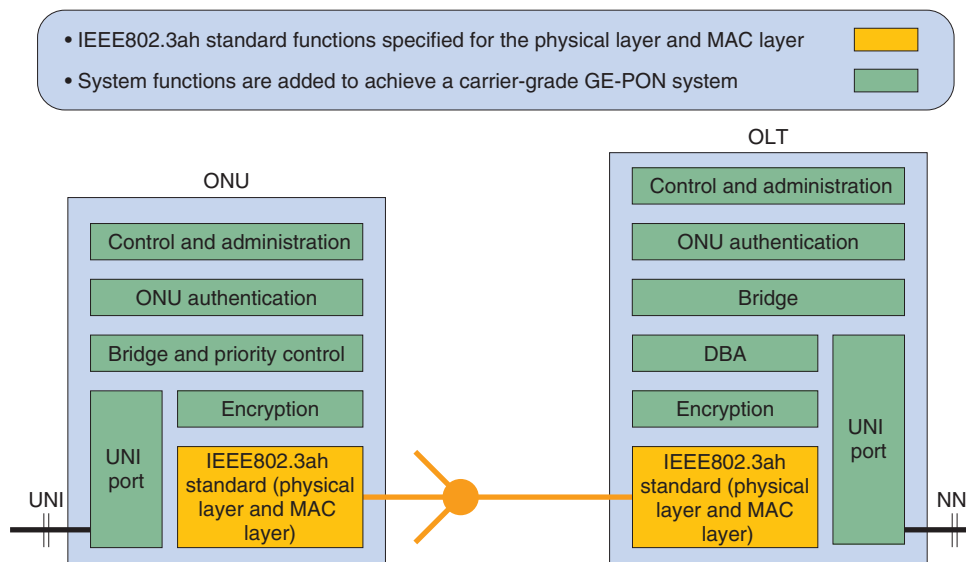 • IEEE802.3ah standard functions specified for the physical layer and MAC layer
• System functions are added to achieve a carrier-grade GE-PON system
ONU
Control and administration
ONU authentication
Bridge and priority control
UNI
port
Encryption
IEEE802.3ah
standard (physical
layer and MAC
layer)
UNI
OLT
Control and administration
ONU authentication
Bridge
DBA
Encryption
IEEE802.3ah
standard (physical
layer and MAC
layer)
UNI
port
NN